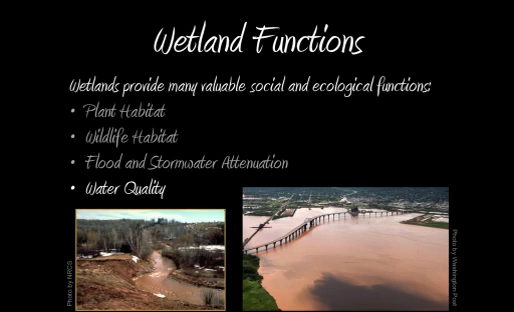 Wetland Functions
Wetlands provide many valuable social and ecological functions:
• Plant Habitat
• Wildlife Habitat
• Flood and Stormwater Attenuation
• Water Quality
Photo by NRCS
Photo by Washington Post